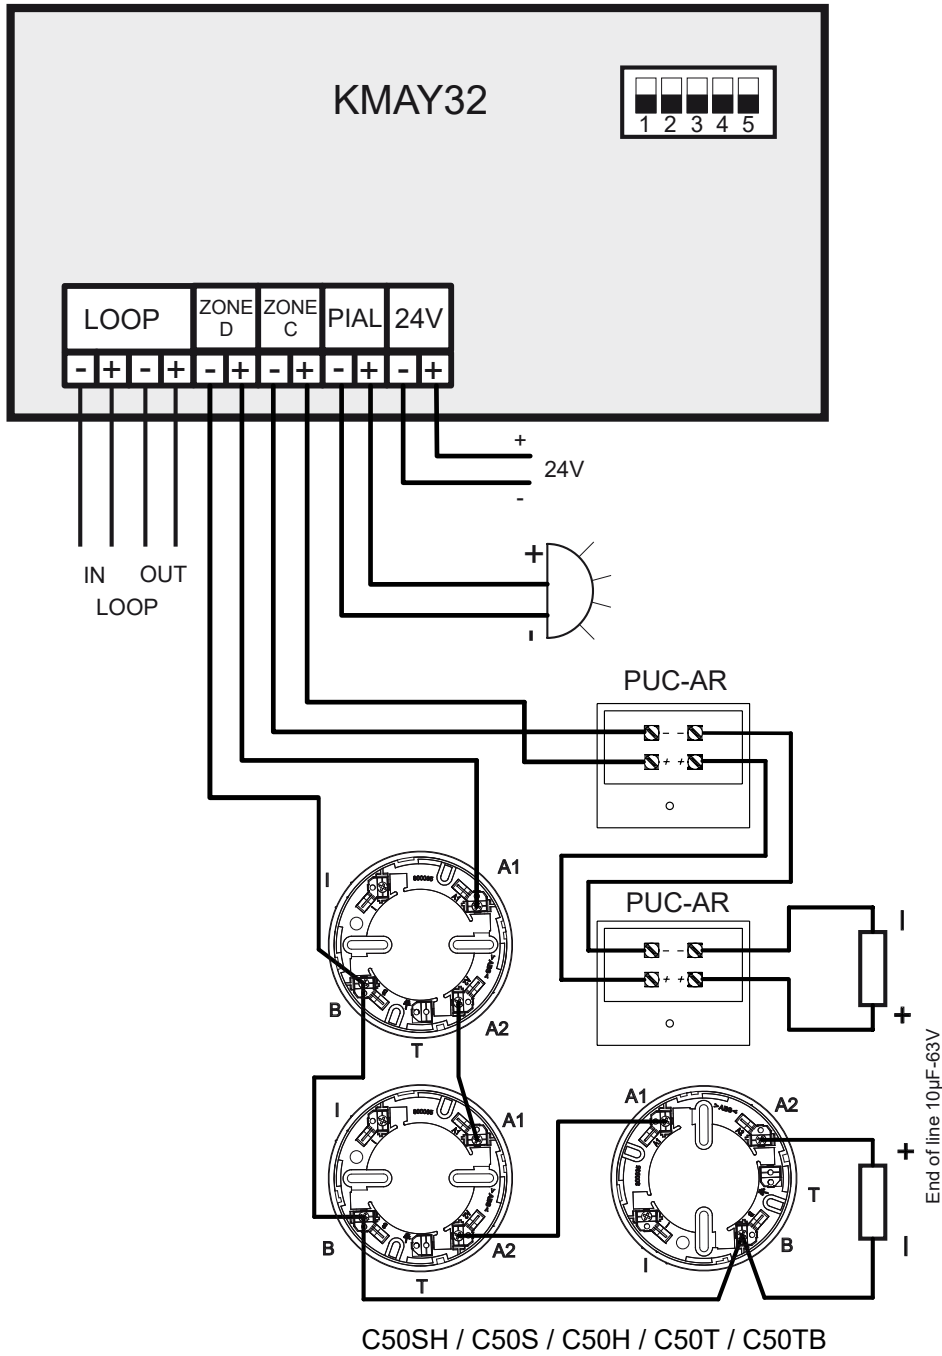 KMAY32
1 2 3 4 5
LOOP
ZONE
D
ZONE
C
PIAL
24V
- + - + - + - + - + - +
+
24V
-
IN OUT
LOOP
+
-
PUC-AR
- -
+ +
PUC-AR
- -
+ +
-
+
I
A1
B
A2
T
I
A1
B
A2
T
A1
A2
T
B
I
+
-
End of line 10µF-63V
C50SH / C50S / C50H / C50T / C50TB